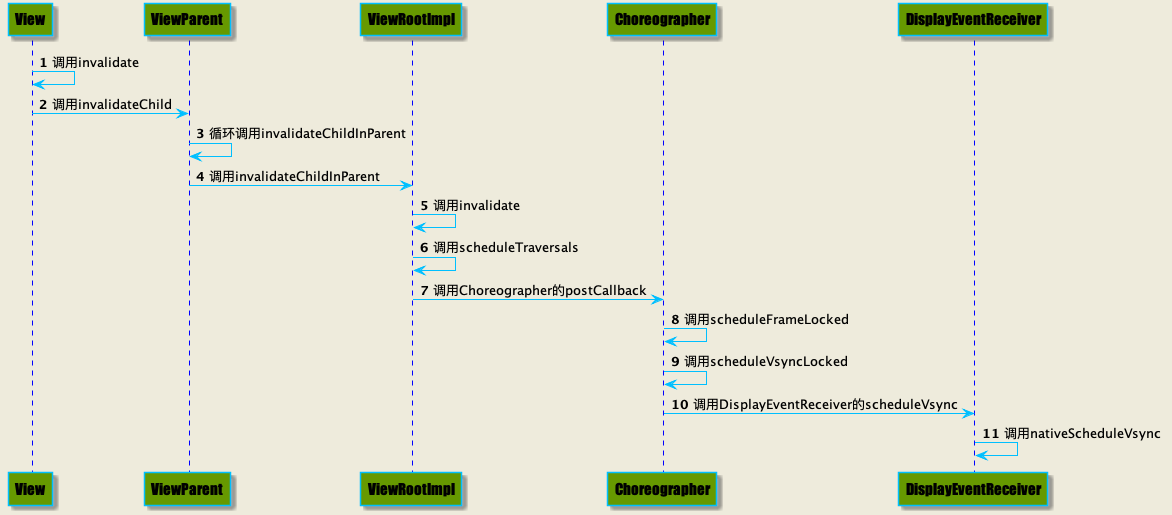 View
ViewParent
ViewRootImpl
Choreographer
DisplayEventReceiver
1 调用invalidate
2 调用invalidateChild
3 循环调用invalidateChildInParent
4 调用invalidateChildInParent
5 调用invalidate
6 调用scheduleTraversals
7 调用Choreographer的postCallback
8 调用scheduleFrameLocked
9 调用scheduleVsyncLocked
10 调用DisplayEventReceiver的scheduleVsync
11 调用nativeScheduleVsync
View
ViewParent
ViewRootImpl
Choreographer
DisplayEventReceiver